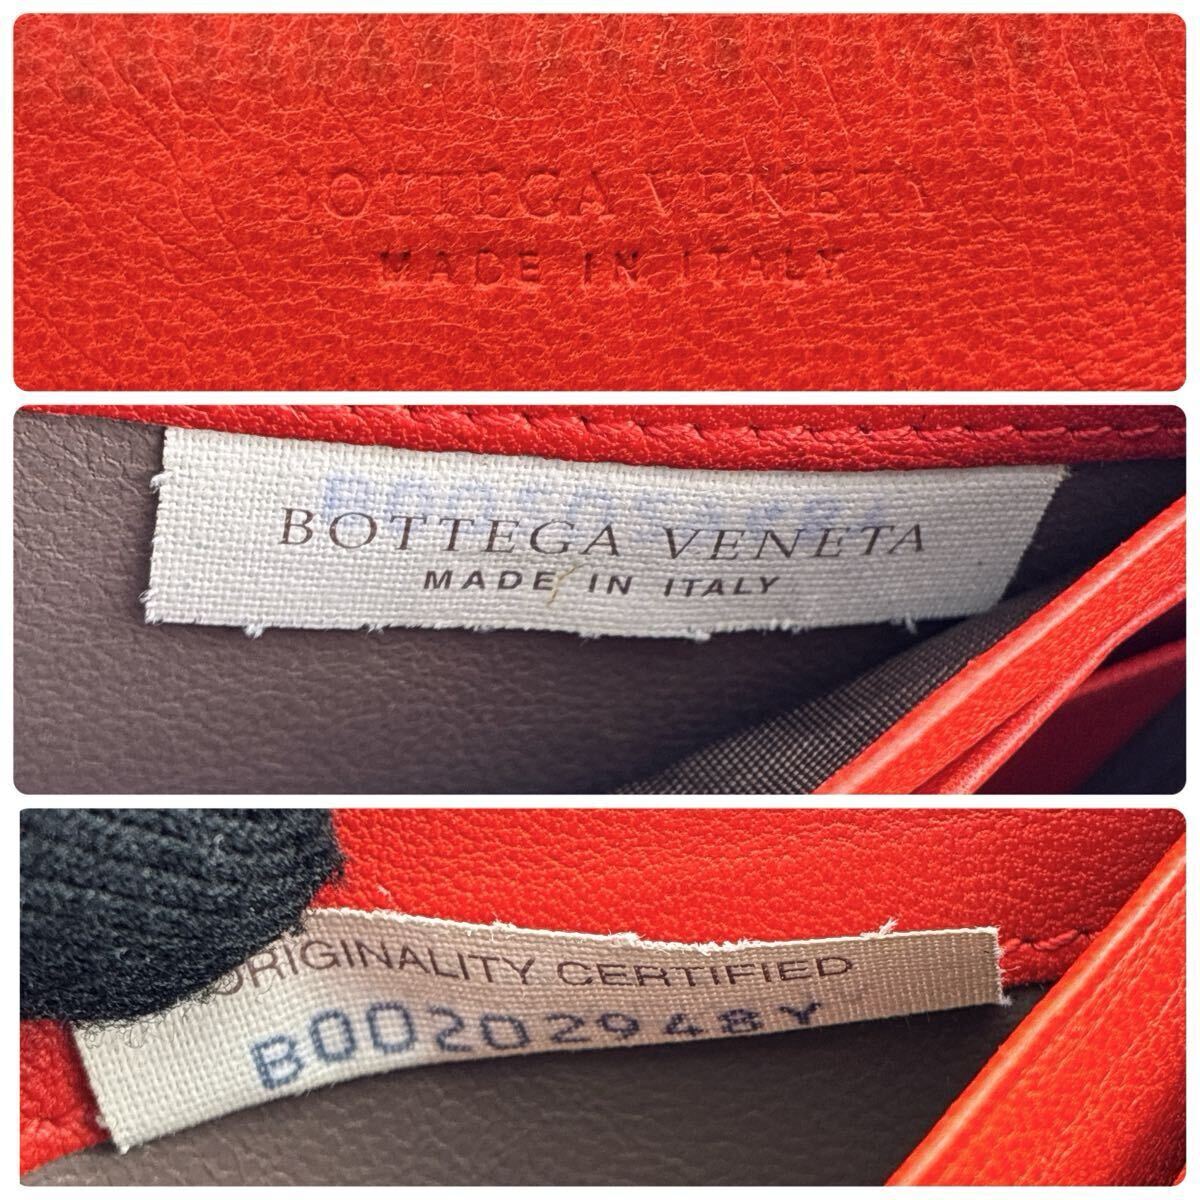 BOTTEGA VENETA
MADE IN ITALY
BOTTEGA VENETA
MADE IN ITALY
ORIGINALITY CERTIFIED
B00202948Y